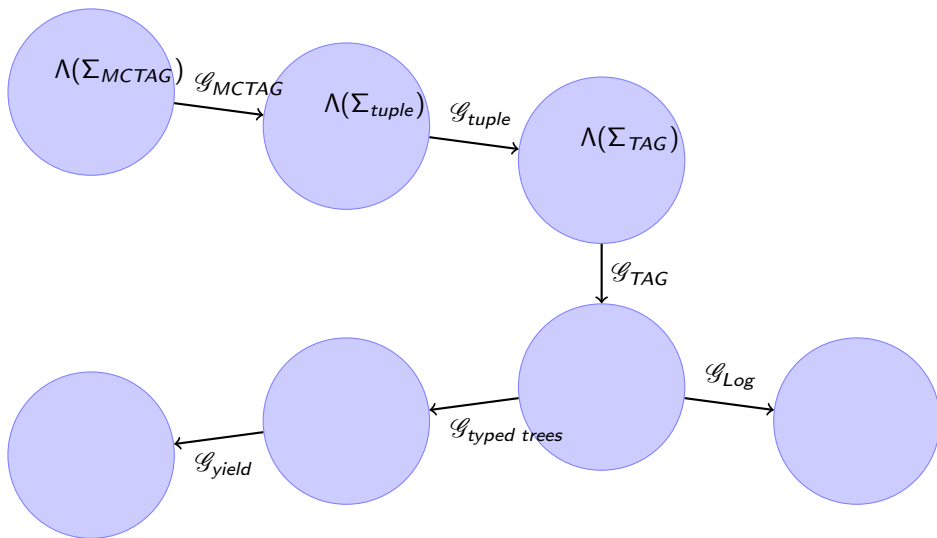 Λ(Σ_MCTAG)
𝒢_MCTAG
Λ(Σ_tuple)
𝒢_tuple
Λ(Σ_TAG)
𝒢_TAG
𝒢_Log
𝒢_typed trees
𝒢_yield